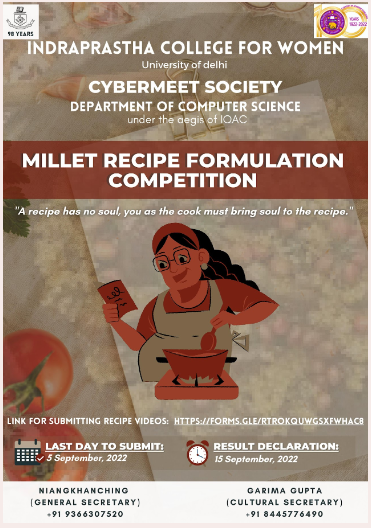 98 YEARS
INDRAPRASTHA COLLEGE FOR WOMEN
University of delhi
CYBERMEET SOCIETY
DEPARTMENT OF COMPUTER SCIENCE
under the aegis of IQAC
MILLET RECIPE FORMULATION
COMPETITION
"A recipe has no soul, you as the cook must bring soul to the recipe."
LINK FOR SUBMITTING RECIPE VIDEOS: HTTPS://FORMS.GLE/RTROKQUWGSXFWHAC8
LAST DAY TO SUBMIT:
5 September, 2022
RESULT DECLARATION:
15 September, 2022
NIANGKHANCHING
(GENERAL SECRETARY)
+91 9366307520
GARIMA GUPTA
(CULTURAL SECRETARY)
+91 8445776490